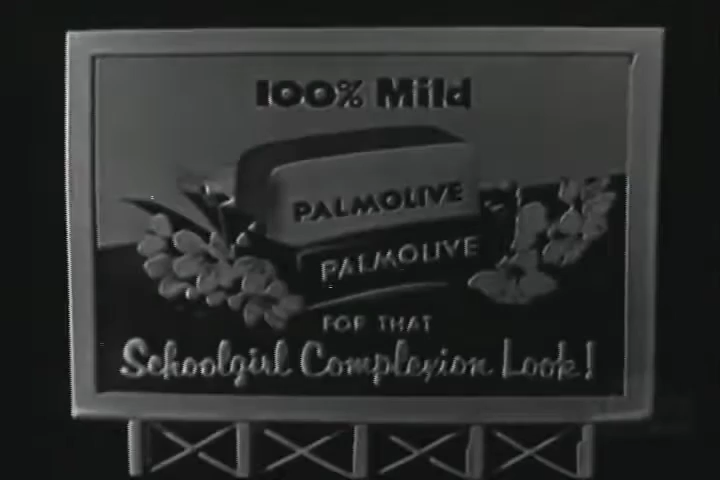 100% Mild
PALMOLIVE
PALMOLIVE
FOR THAT
Schoolgirl Complexion Look!